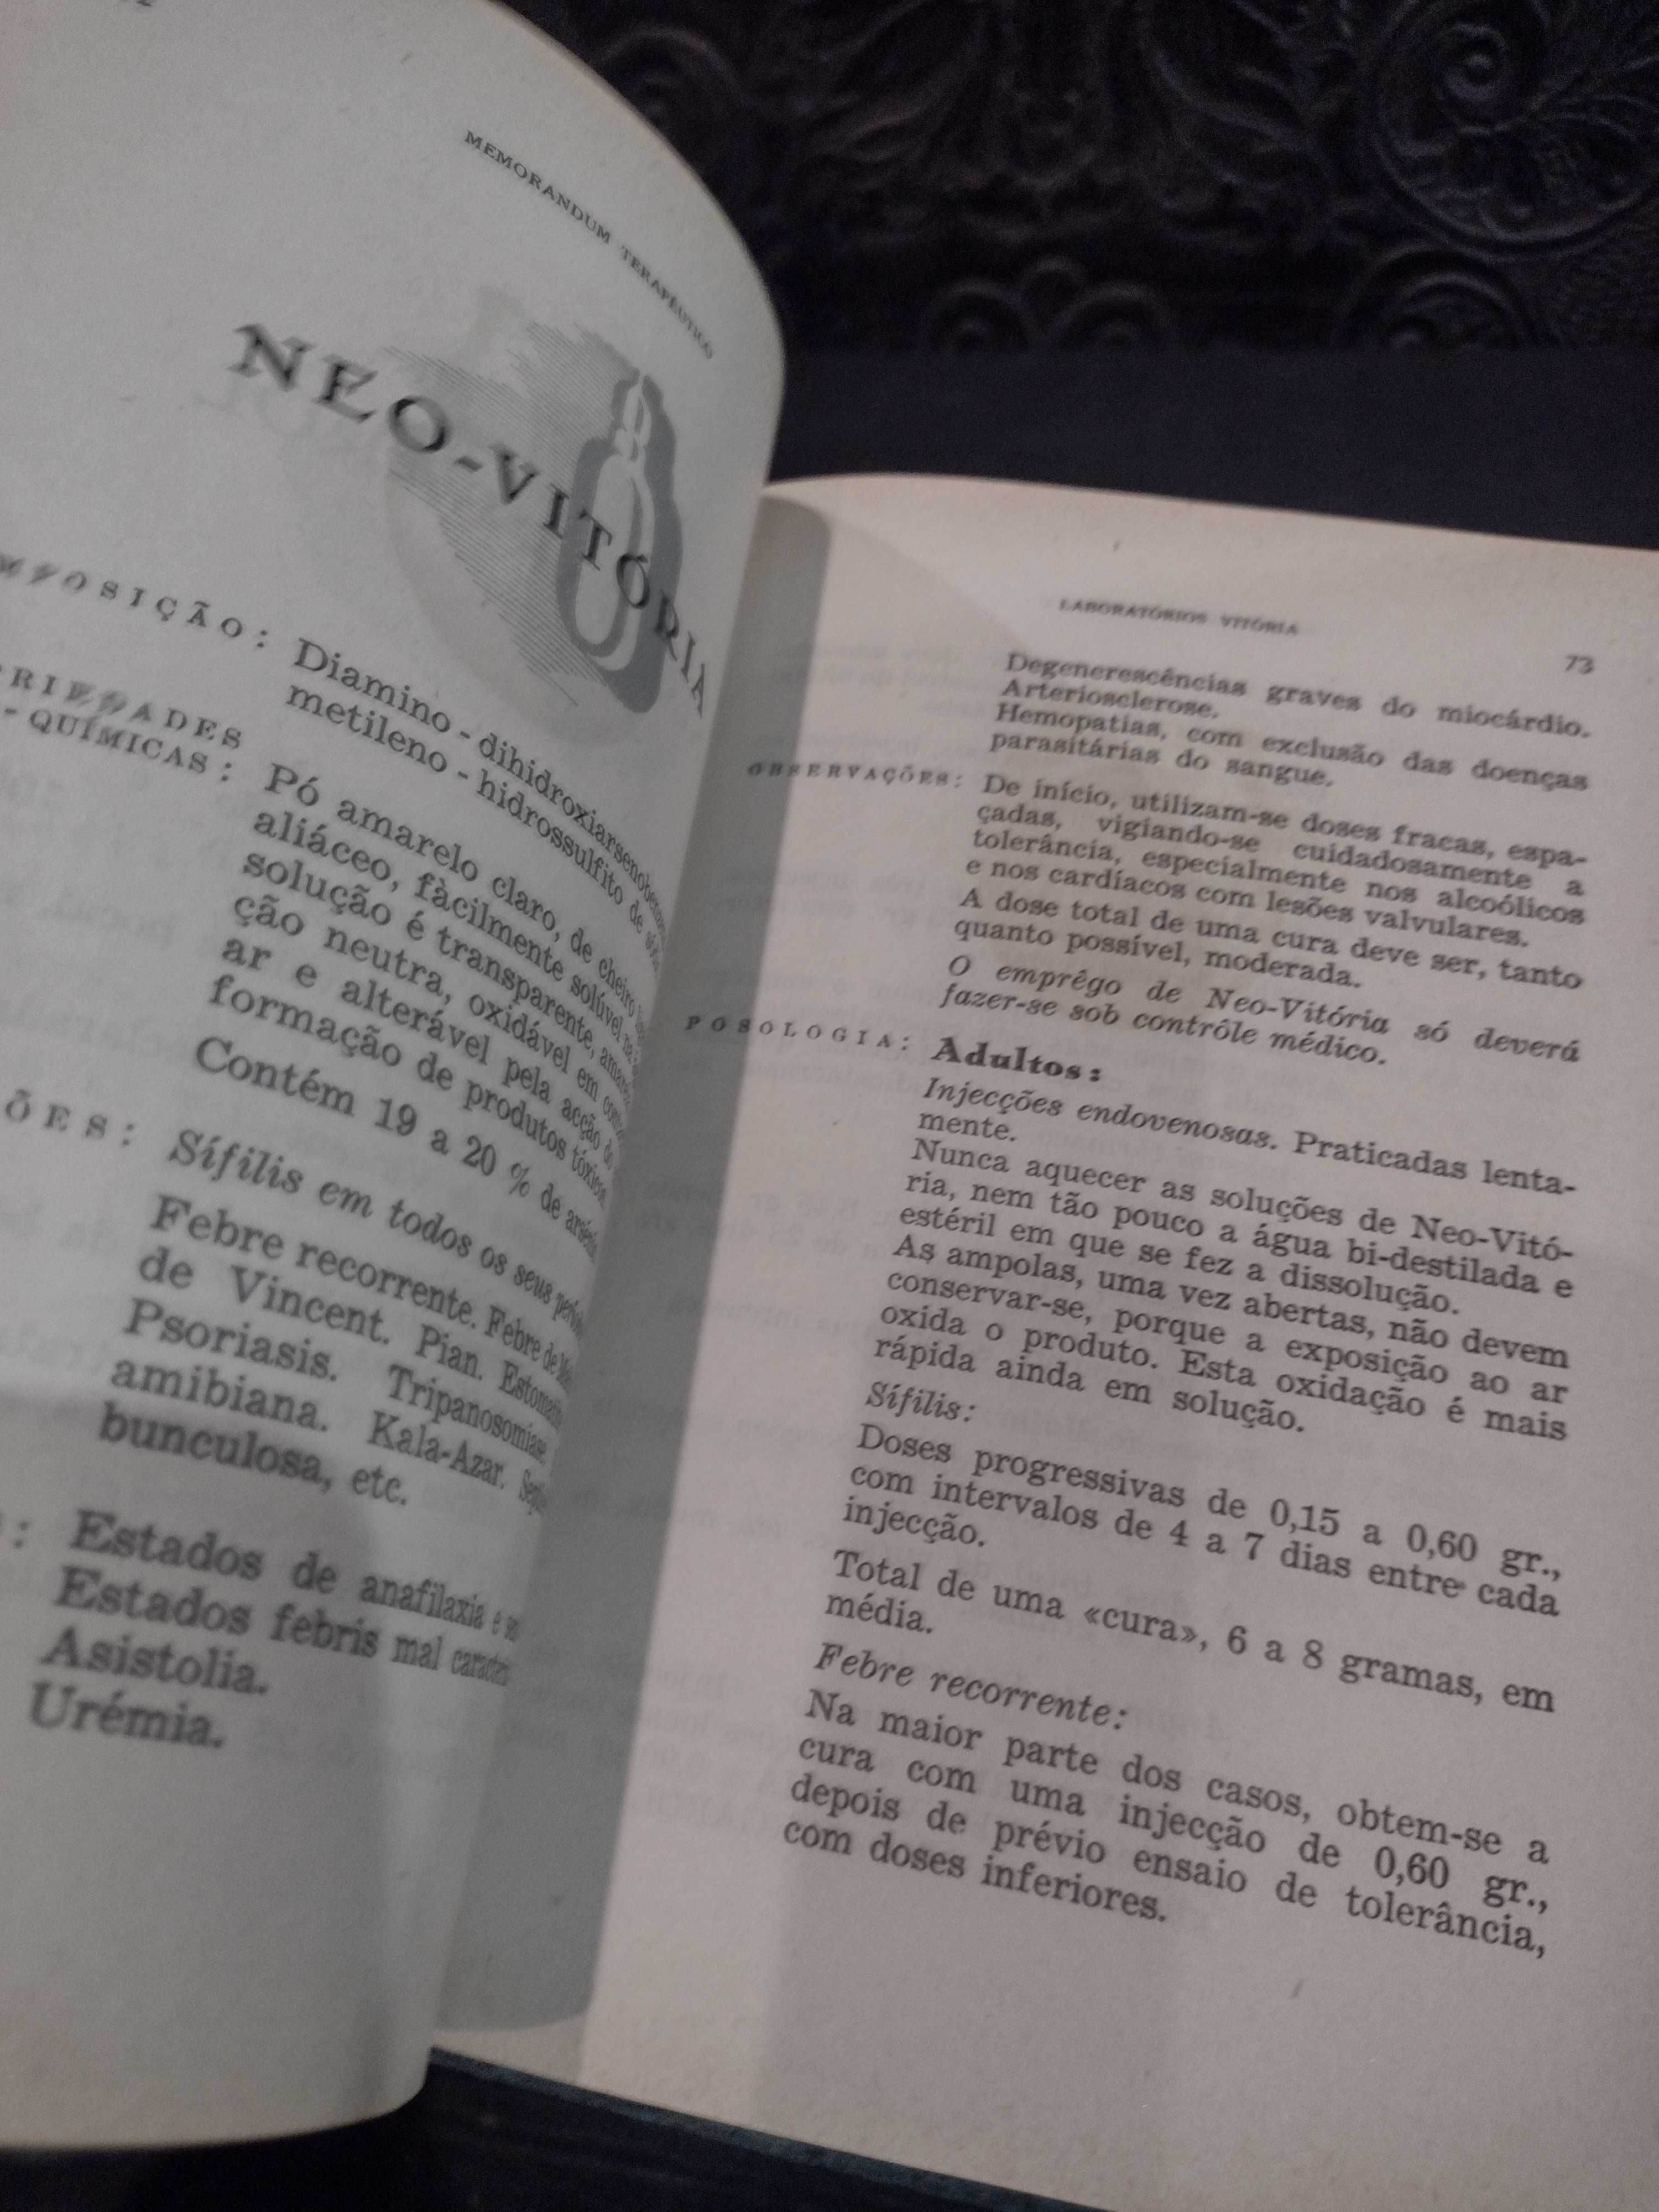 MEMORANDUM TERAPÊUTICO
NEO-VITÓRIA
Diamino - dihidroxiarsenobenzeno
metileno - hidrossulfito de
QUÍMICAS: Pó amarelo claro, de cheiro
aliáceo, fàcilmente solúvel na
solução é transparente,
ção neutra, oxidável em
ar e alterável pela acção do
formação de produtos tóxicos.
Contém 19 a 20 % de
Sífilis em todos os seus
Febre recorrente. Febre de
de Vincent. Pian.
Psoriasis. Tripanosomíase.
amibiana. Kala-Azar.
bunculosa, etc.
Estados de anafilaxia e
Estados febris mal
Asistolia.
Urémia.
LABORATÓRIOS VITÓRIA 73
Degenerescências graves do miocárdio.
Arteriosclerose.
Hemopatias, com exclusão das doenças
parasitárias do sangue.
OBSERVAÇÕES: De início, utilizam-se doses fracas, espa-
çadas, vigiando-se cuidadosamente a
tolerância, especialmente nos alcoólicos
e nos cardíacos com lesões valvulares.
A dose total de uma cura deve ser, tanto
quanto possível, moderada.
O emprêgo de Neo-Vitória só deverá
fazer-se sob contrôle médico.
POSOLOGIA: Adultos:
Injecções endovenosas. Praticadas lenta-
mente.
Nunca aquecer as soluções de Neo-Vitó-
ria, nem tão pouco a água bi-destilada e
estéril em que se fez a dissolução.
As ampolas, uma vez abertas, não devem
conservar-se, porque a exposição ao ar
oxida o produto. Esta oxidação é mais
rápida ainda em solução.
Sífilis:
Doses progressivas de 0,15 a 0,60 gr.,
com intervalos de 4 a 7 dias entre cada
injecção.
Total de uma «cura», 6 a 8 gramas, em
média.
Febre recorrente:
Na maior parte dos casos, obtem-se a
cura com uma injecção de 0,60 gr.,
depois de prévio ensaio de tolerância,
com doses inferiores.